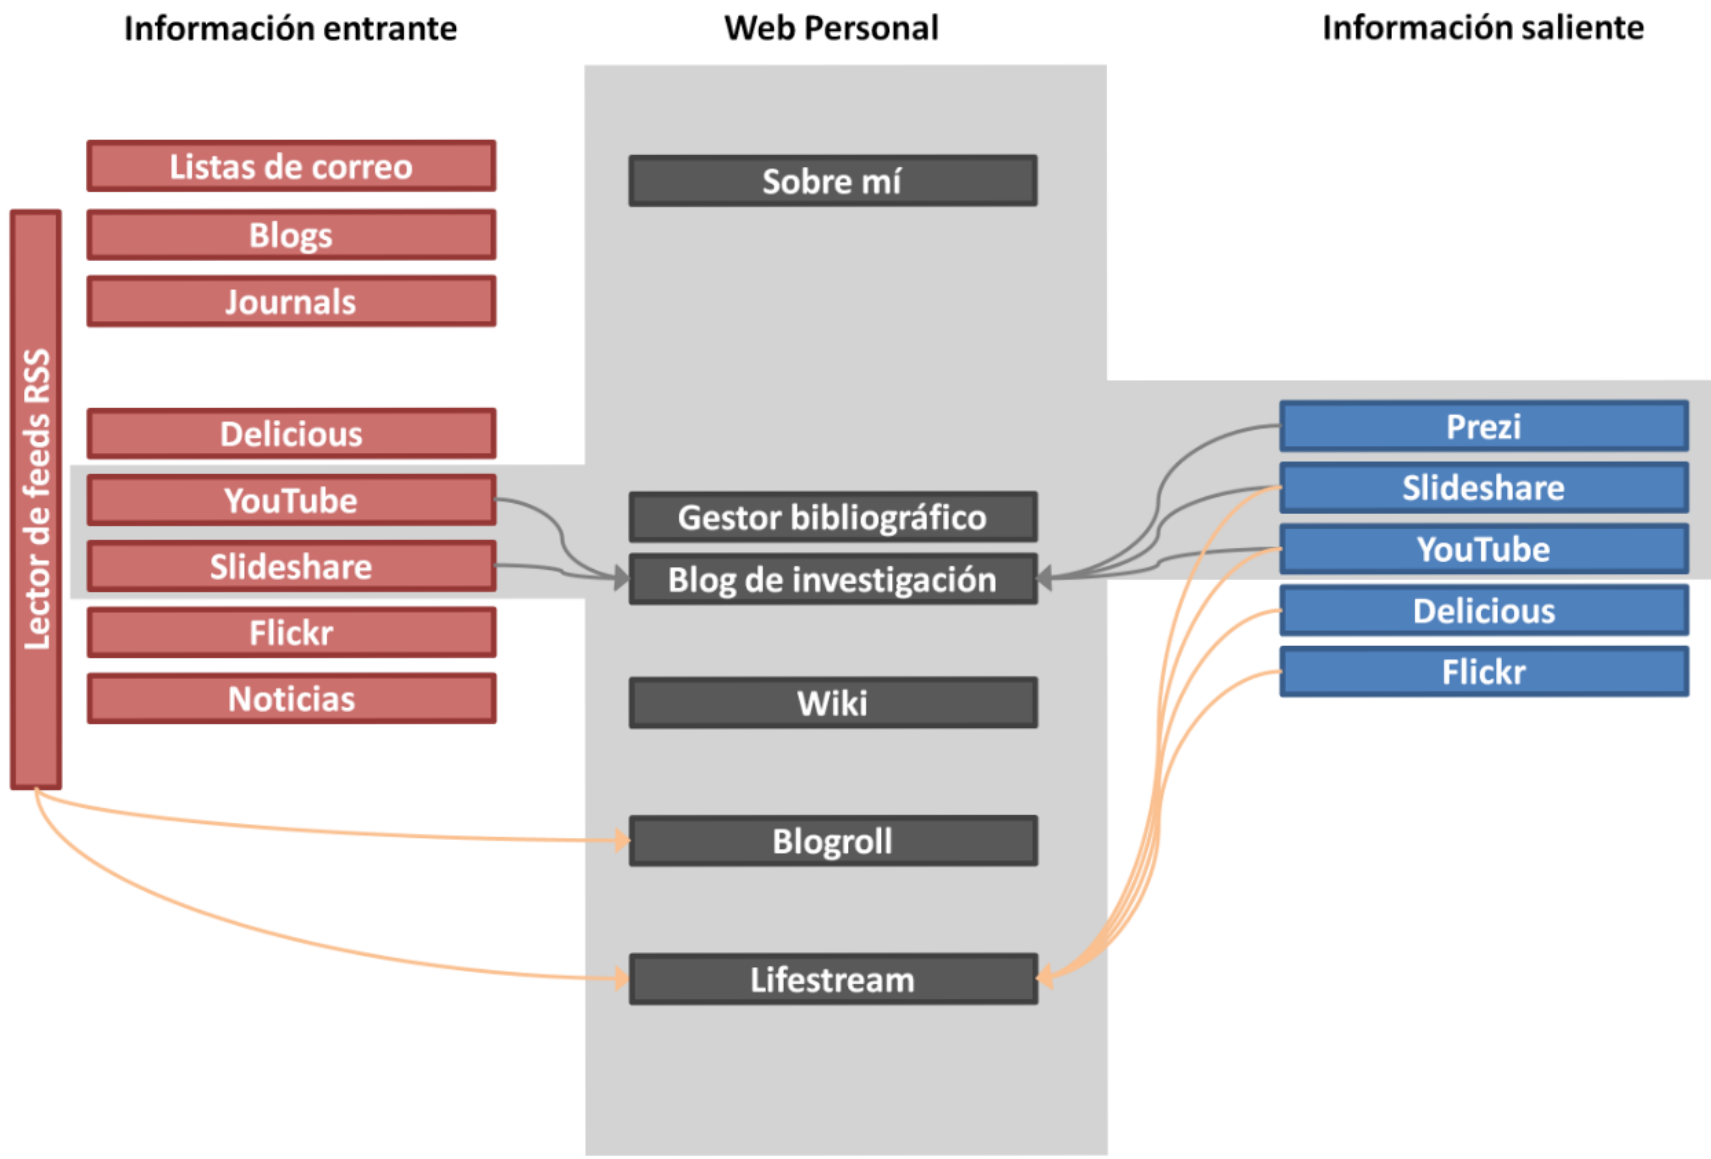 Información entrante
Web Personal
Información saliente
Lector de feeds RSS
Listas de correo
Blogs
Journals
Delicious
YouTube
Slideshare
Flickr
Noticias
Sobre mí
Gestor bibliográfico
Blog de investigación
Wiki
Blogroll
Lifestream
Prezi
Slideshare
YouTube
Delicious
Flickr